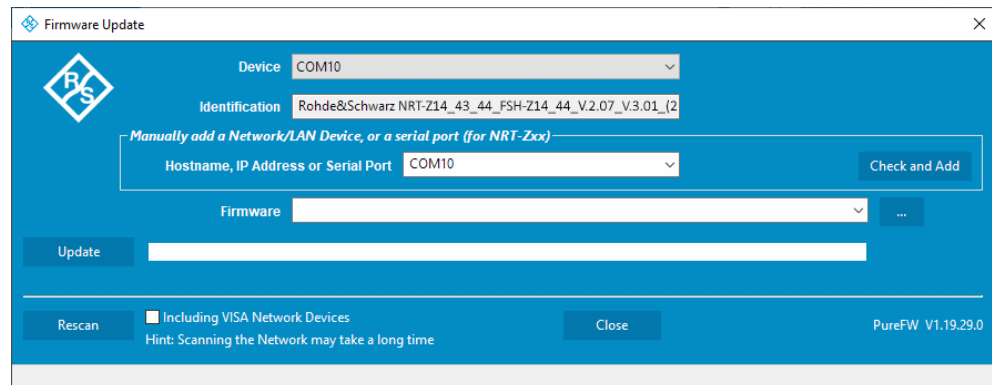 Firmware Update
R S
Device COM10
Identification Rohde&Schwarz NRT-Z14_43_44_FSH-Z14_44_V.2.07_V.3.01_(2
Manually add a Network/LAN Device, or a serial port (for NRT-Zxx)
Hostname, IP Address or Serial Port COM10 Check and Add
Firmware ...
Update
Rescan Including VISA Network Devices Close PureFW V1.19.29.0
Hint: Scanning the Network may take a long time